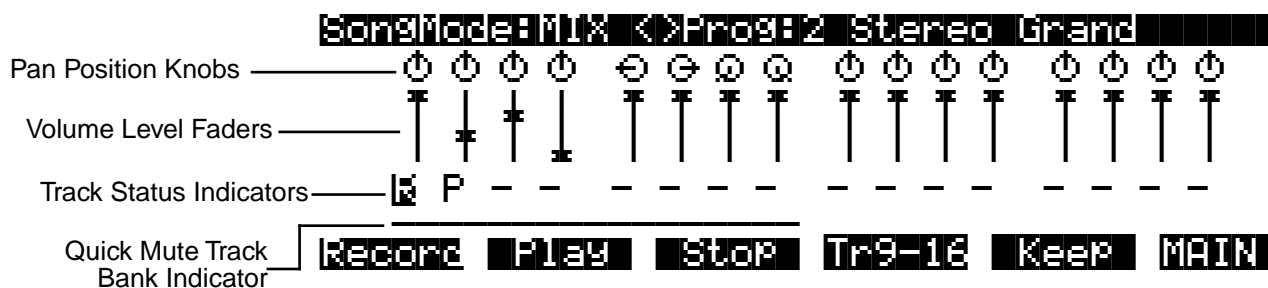 SongMode:MIX <>Prog:2 Stereo Grand
Pan Position Knobs
Volume Level Faders
Track Status Indicators
R P - - - - - - - - - - - - - -
Quick Mute Track
Bank Indicator
Record Play Stop Tr9-16 Keep MAIN